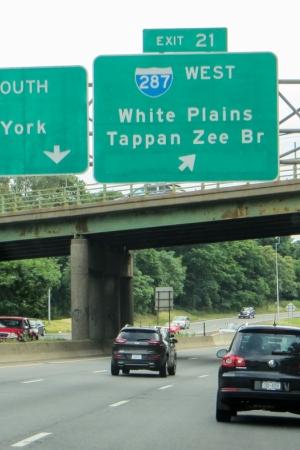 EXIT 21
OUTH
287 WEST
White Plains
York
Tappan Zee Br